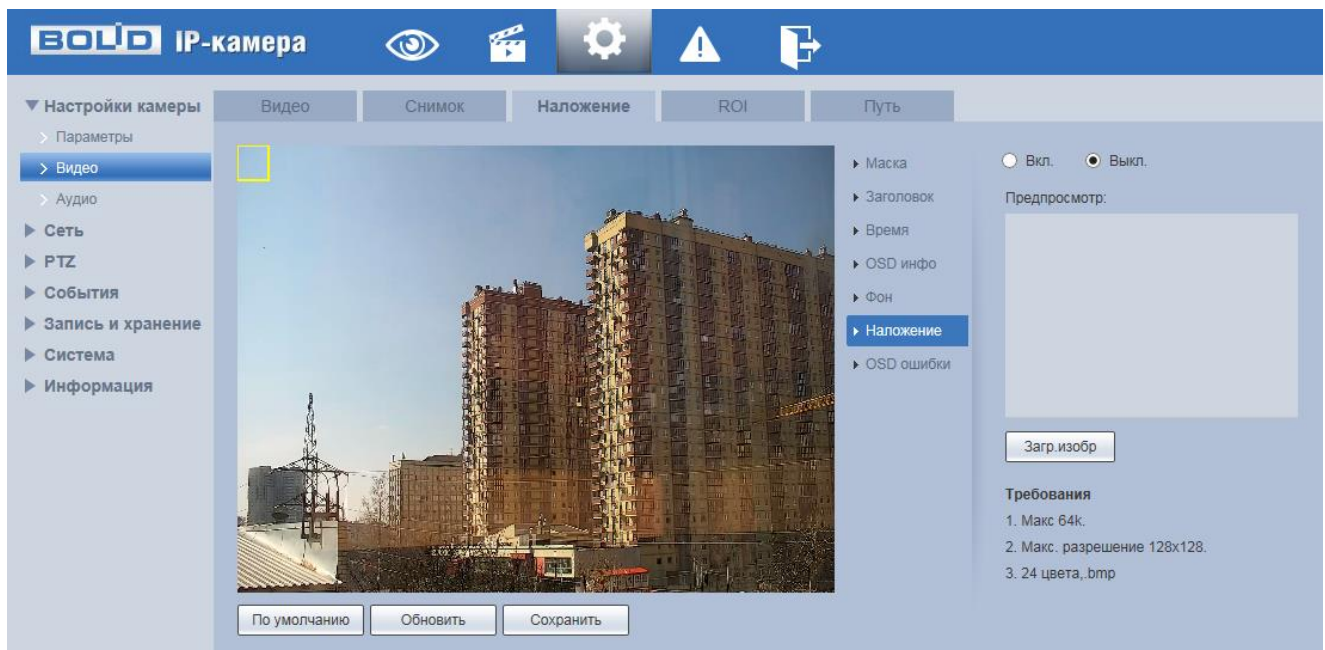 BOLID IP-камера
Настройки камеры
Параметры
Видео
Аудио
Сеть
PTZ
События
Запись и хранение
Система
Информация
Видео
Снимок
Наложение
ROI
Путь
Маска
Заголовок
Время
OSD инфо
Фон
Наложение
OSD ошибки
Вкл.
Выкл.
Предпросмотр:
Загр.изобр
Требования
1. Макс 64k.
2. Макс. разрешение 128x128.
3. 24 цвета,.bmp
По умолчанию
Обновить
Сохранить